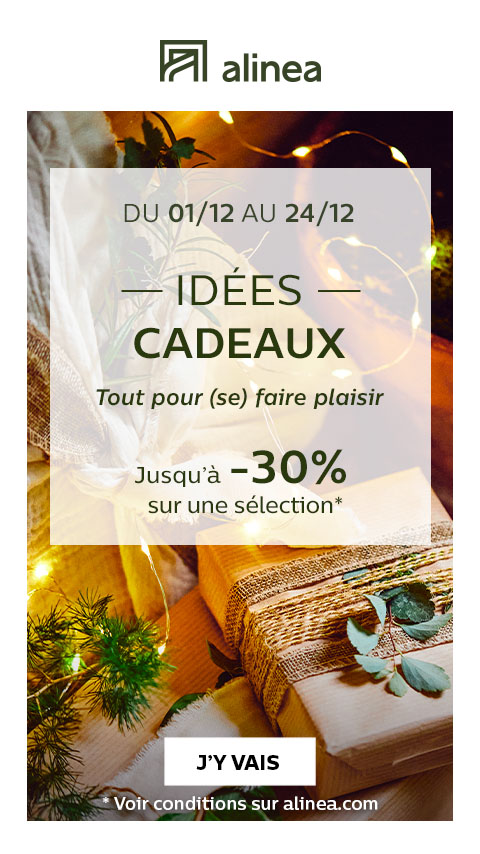 alinea
DU 01/12 AU 24/12
— IDÉES —
CADEAUX
Tout pour (se) faire plaisir
Jusqu'à -30%
sur une sélection*
J'Y VAIS
* Voir conditions sur alinea.com